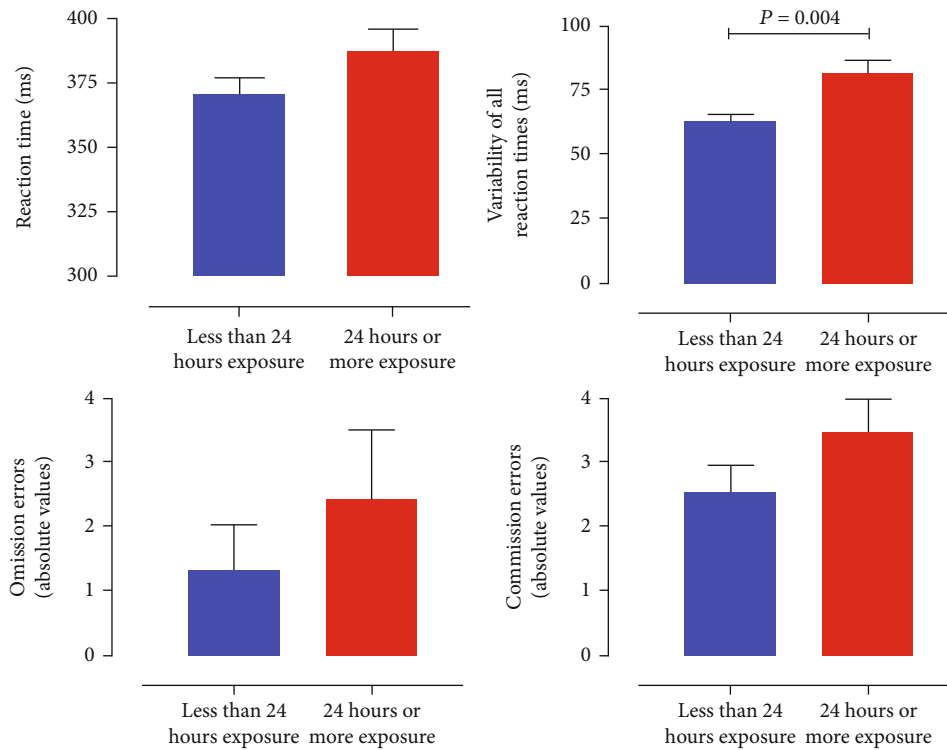 Reaction time (ms)
400
375
350
325
300
Less than 24
hours exposure
24 hours or
more exposure
Variability of all
reaction times (ms)
100
75
50
25
0
P = 0.004
Less than 24
hours exposure
24 hours or
more exposure
Omission errors
(absolute values)
4
3
2
1
0
Less than 24
hours exposure
24 hours or
more exposure
Commission errors
(absolute values)
4
3
2
1
0
Less than 24
hours exposure
24 hours or
more exposure